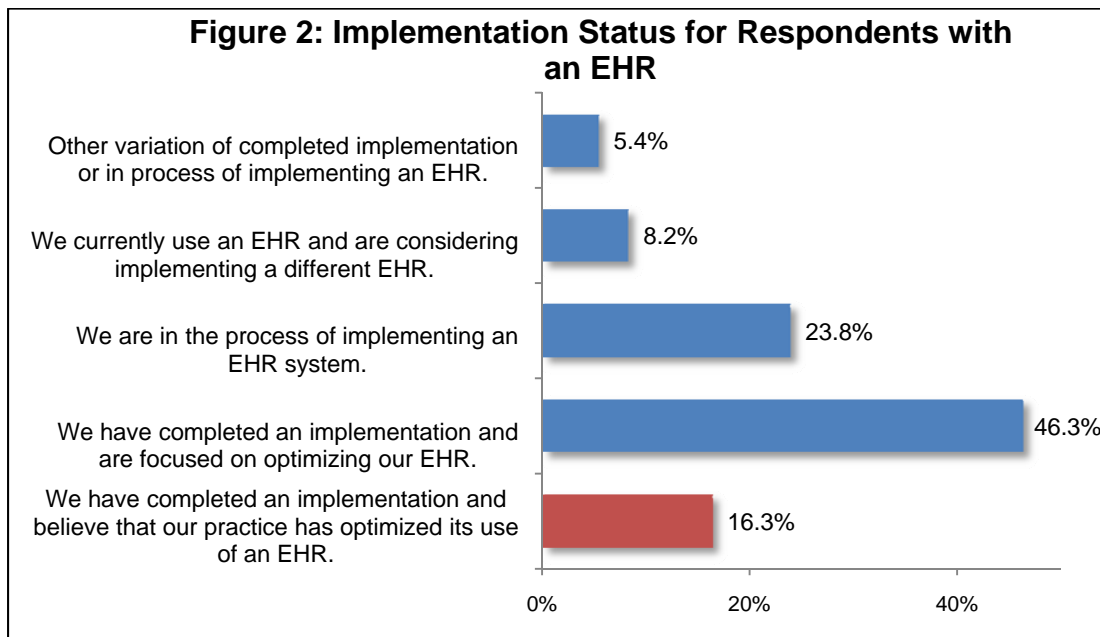 Figure 2: Implementation Status for Respondents with
an EHR
Other variation of completed implementation
or in process of implementing an EHR.
5.4%
We currently use an EHR and are considering
implementing a different EHR.
8.2%
We are in the process of implementing an
EHR system.
23.8%
We have completed an implementation and
are focused on optimizing our EHR.
46.3%
We have completed an implementation and
believe that our practice has optimized its use
of an EHR.
16.3%
0%
20%
40%